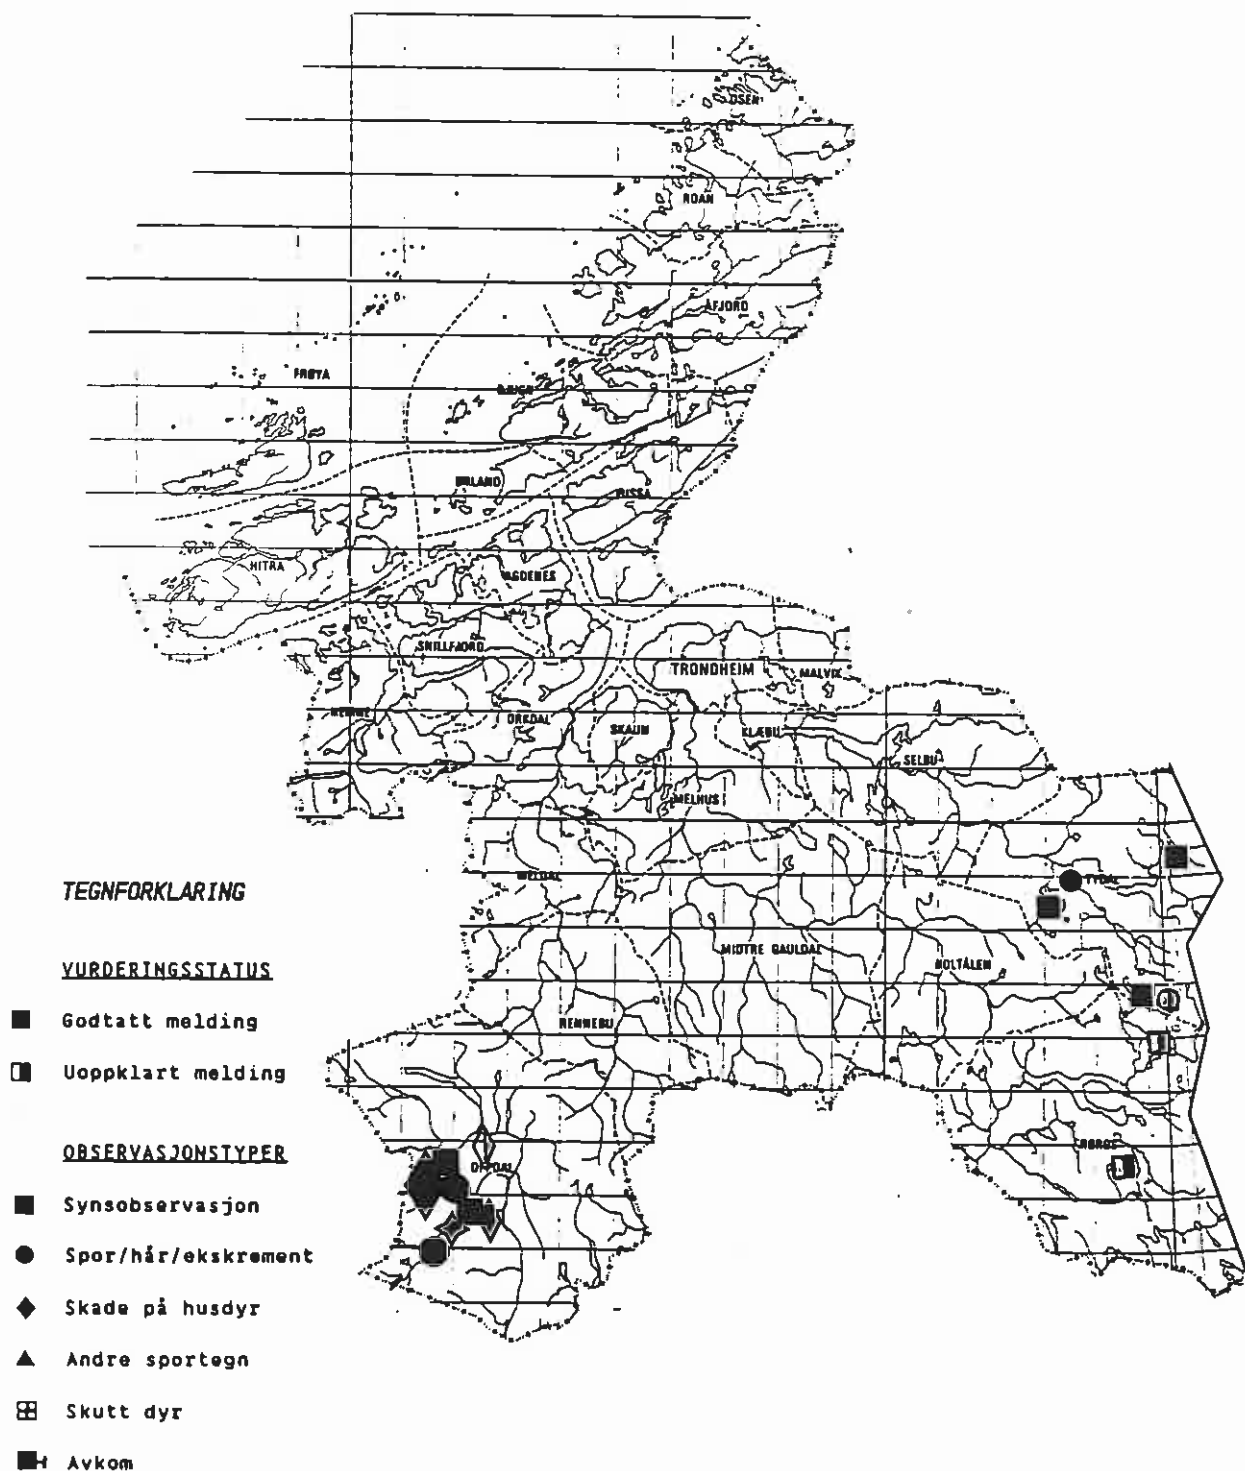 OSEN
ROAN
ÅFJORD
FRØYA
RISSA
HITRA
AGDENES
SNILLFJORD
TRONDHEIM
MALVIK
ORKDAL
SKAUN
KLÆBU
SELBU
MELHUS
MELDAL
TYDAL
MIDTRE GAULDAL
HOLTÅLEN
RENNEBU
OPPDAL
RØROS
TEGNFORKLARING
VURDERINGSSTATUS
Godtatt melding
Uoppklart melding
OBSERVASJONSTYPER
Synsobservasjon
Spor/hår/ekskrement
Skade på husdyr
Andre sportegn
Skutt dyr
Avkom